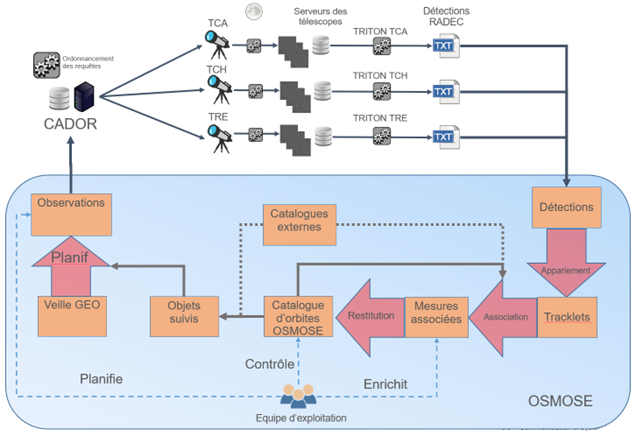 Serveurs des
télescopes
Détections
RADEC
TCA
TRITON TCA
TXT
Ordonnancement
des requêtes
TCH
TRITON TCH
TXT
CADOR
TRE
TRITON TRE
TXT
Observations
Catalogues
externes
Détections
Planif
Appariement
Veille GEO
Objets
suivis
Catalogue
d'orbites
OSMOSE
Restitution
Mesures
associées
Association
Tracklets
Contrôle
Planifie
Enrichit
OSMOSE
Equipe d'exploitation